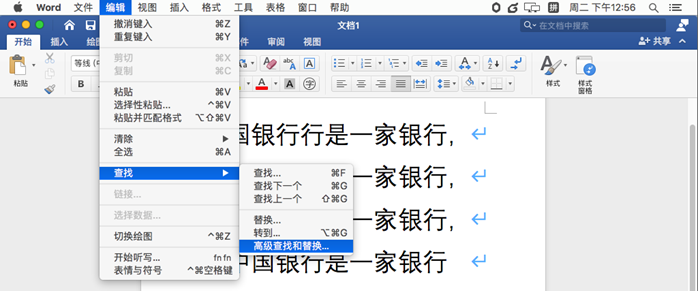 Word 编辑 视图 插入 格式 工具 表格 窗口 帮助 拼 周二 下午12:56
文档1
在文档中搜索
开始 插入 绘 件 审阅 视图 共享
撤消键入 ⌘Z
重复键入 ⌘Y
剪切 ⌘X
复制 ⌘C
粘贴 ⌘V
选择性粘贴... ^⌘V
粘贴并匹配格式 ⌥⇧⌘V
清除
全选 ⌘A
查找
链接...
选择数据...
切换绘图 ^⌘Z
开始听写... fn fn
表情与符号 ^⌘空格键
查找... ⌘F
查找下一个 ⌘G
查找上一个 ⇧⌘G
替换...
转到... ⌥⌘G
高级查找和替换...
粘贴
等线 (中
B
abc A
A 字
样式
样式
窗格
国银行行是一家银行,
一家银行,
一家银行,
中国银行是一家银行